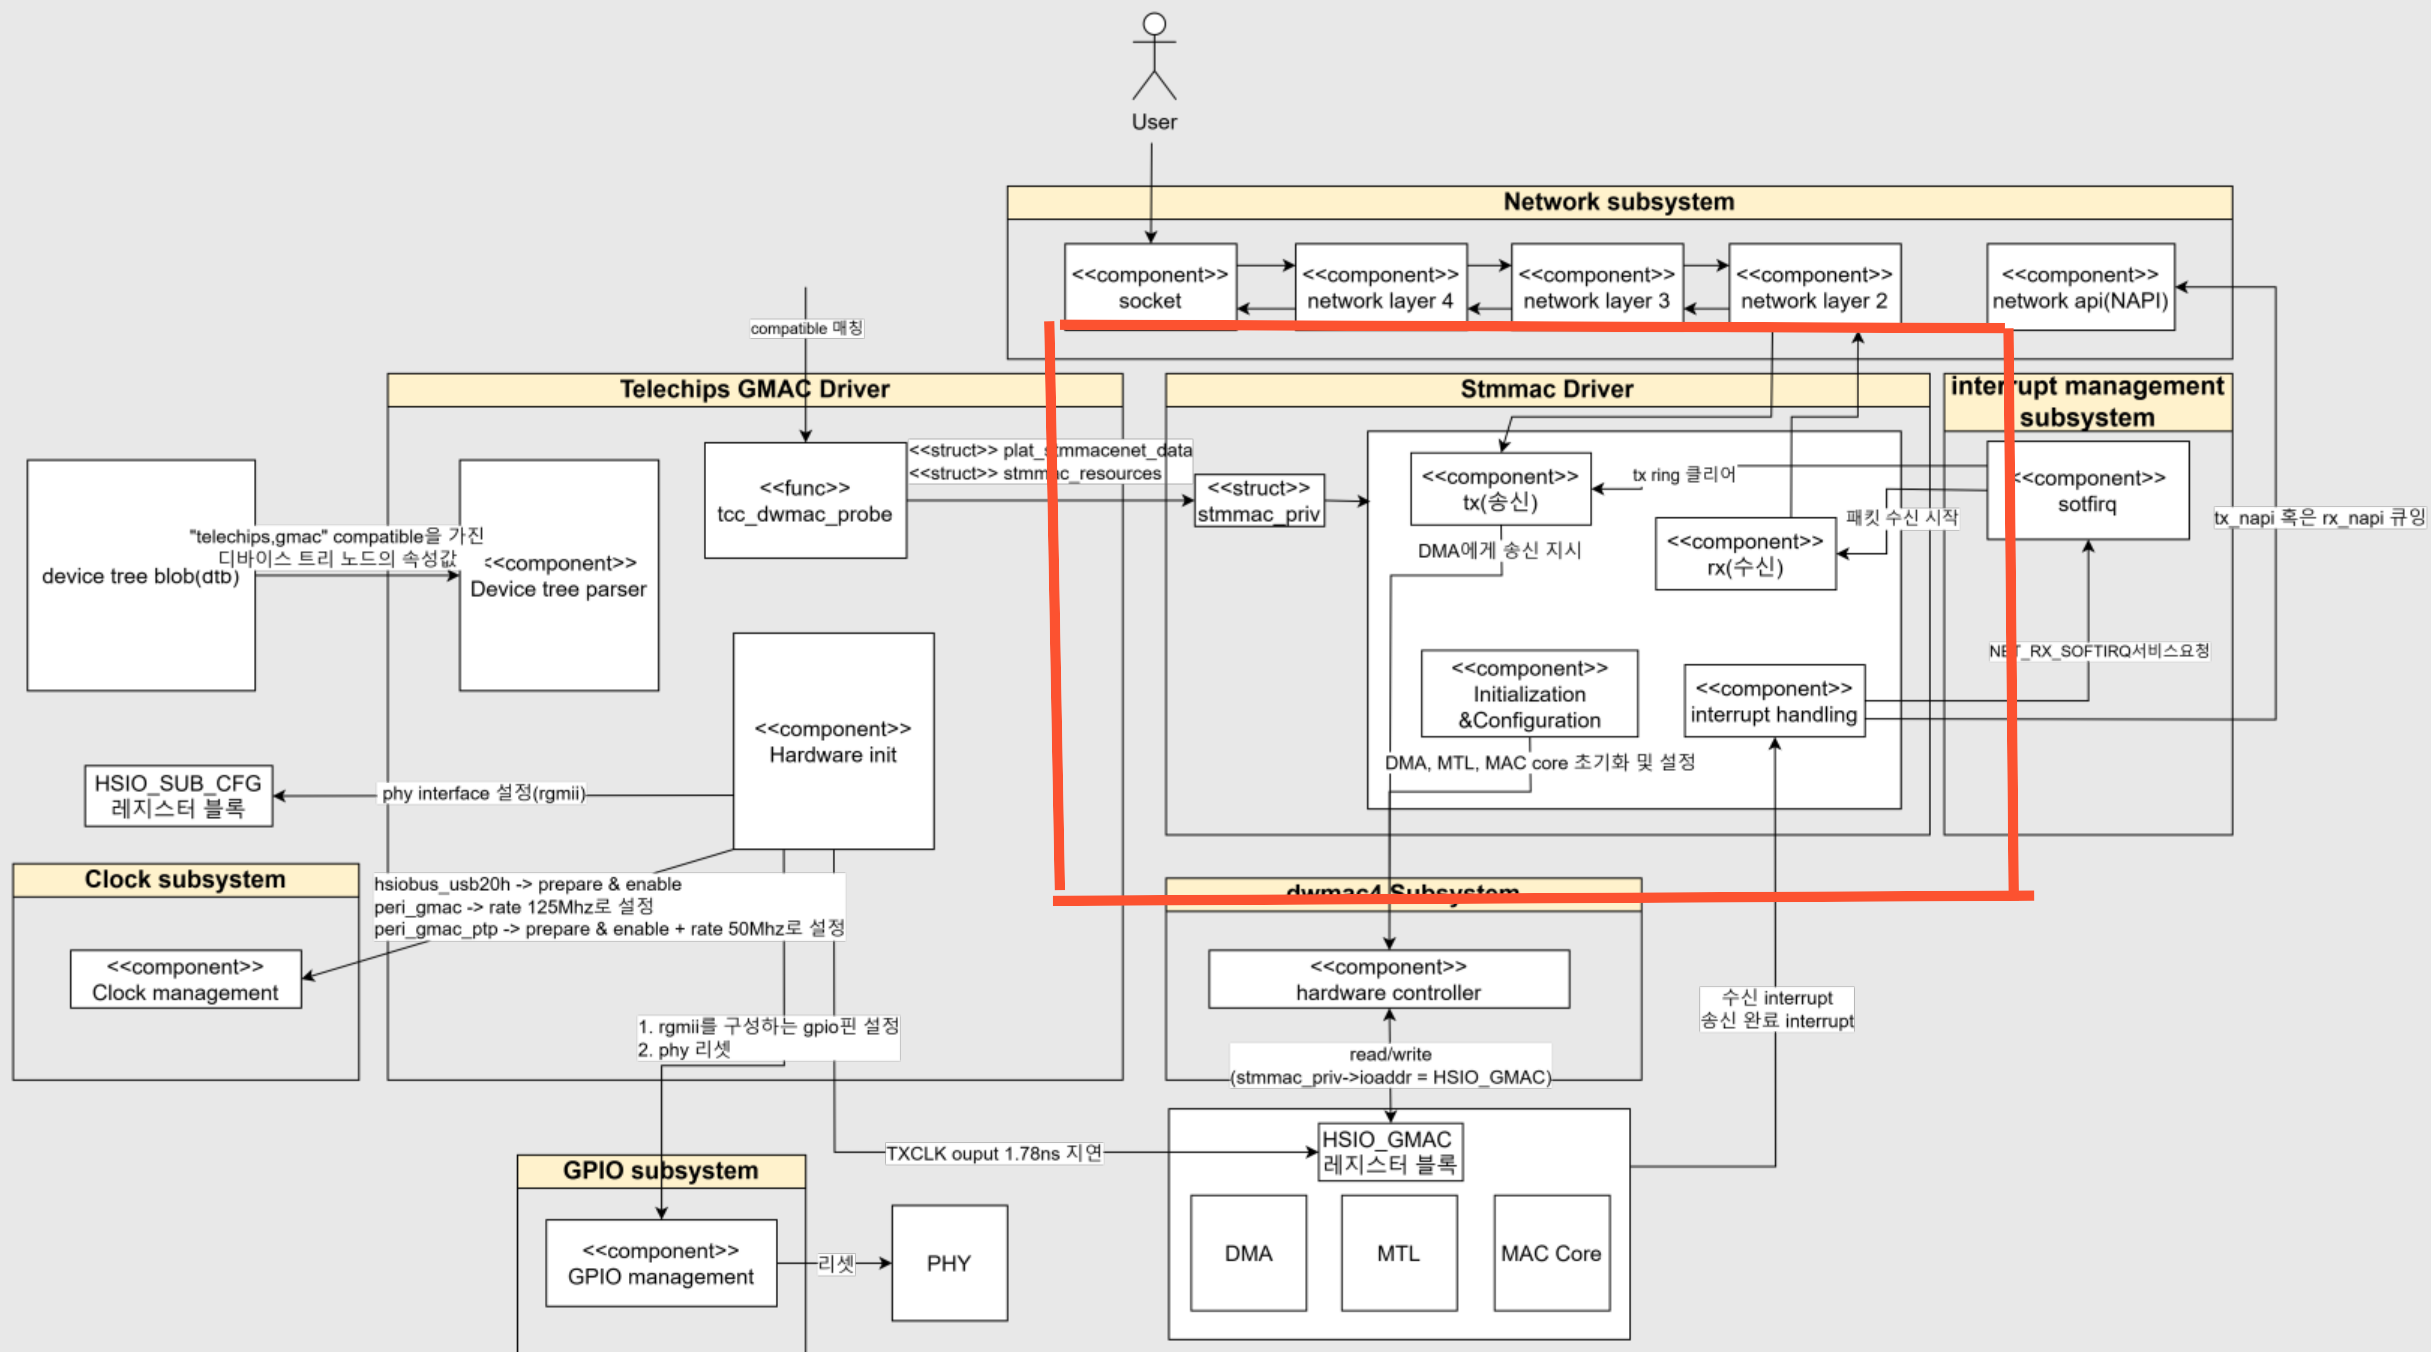 User
Network subsystem
<<component>>
socket
<<component>>
network layer 4
<<component>>
network layer 3
<<component>>
network layer 2
<<component>>
network api(NAPI)
compatible 매칭
Telechips GMAC Driver
Stmmac Driver
interrupt management
subsystem
device tree blob(dtb)
"telechips,gmac" compatible을 가진
디바이스 트리 노드의 속성값
<<component>>
Device tree parser
<<func>>
tcc_dwmac_probe
<<struct>> plat_stmmacenet_data
<<struct>> stmmac_resources
<<struct>>
stmmac_priv
<<component>>
tx(송신)
tx ring 클리어
DMA에게 송신 지시
<<component>>
rx(수신)
패킷 수신 시작
<<component>>
sotfirq
tx_napi 혹은 rx_napi 큐잉
NET_RX_SOFTIRQ서비스요청
<<component>>
Initialization
&Configuration
<<component>>
interrupt handling
DMA, MTL, MAC core 초기화 및 설정
<<component>>
Hardware init
HSIO_SUB_CFG
레지스터 블록
phy interface 설정(rgmii)
Clock subsystem
<<component>>
Clock management
hsiobus_usb20h -> prepare & enable
peri_gmac -> rate 125Mhz로 설정
peri_gmac_ptp -> prepare & enable + rate 50Mhz로 설정
dwmac4 Subsystem
<<component>>
hardware controller
수신 interrupt
송신 완료 interrupt
1. rgmii를 구성하는 gpio핀 설정
2. phy 리셋
read/write
(stmmac_priv->ioaddr = HSIO_GMAC)
TXCLK ouput 1.78ns 지연
HSIO_GMAC
레지스터 블록
GPIO subsystem
<<component>>
GPIO management
리셋
PHY
DMA
MTL
MAC Core